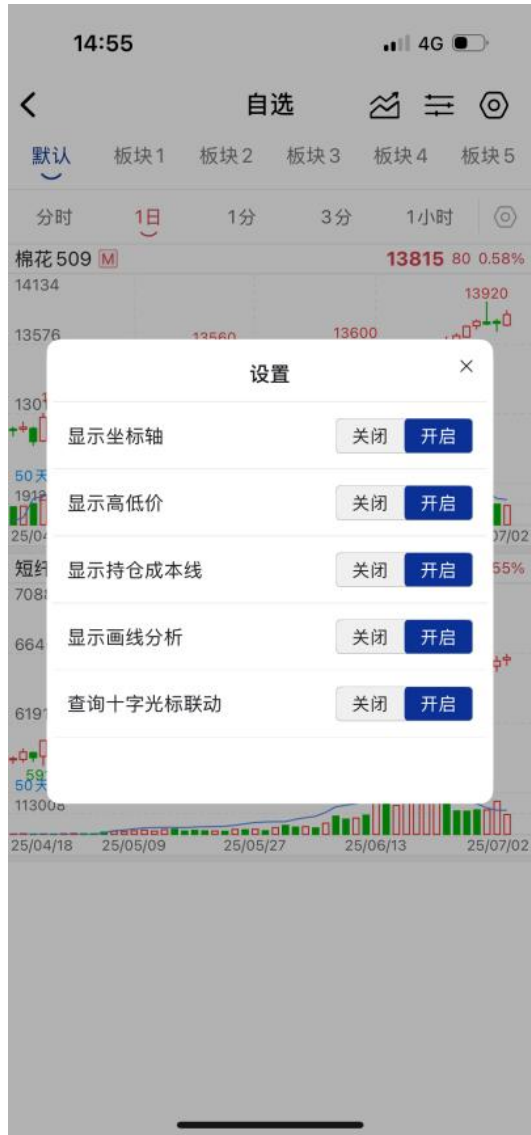 14:55 4G
自选
默认 板块1 板块2 板块3 板块4 板块5
分时 1日 1分 3分 1小时
棉花509 M 13815 80 0.58%
14134
13920
13576 13560 13600
设置 ×
显示坐标轴 关闭 开启
50天
显示高低价 关闭 开启
显示持仓成本线 关闭 开启
55%
显示画线分析 关闭 开启
查询十字光标联动 关闭 开启
113008
25/04/18 25/05/09 25/05/27 25/06/13 25/07/02